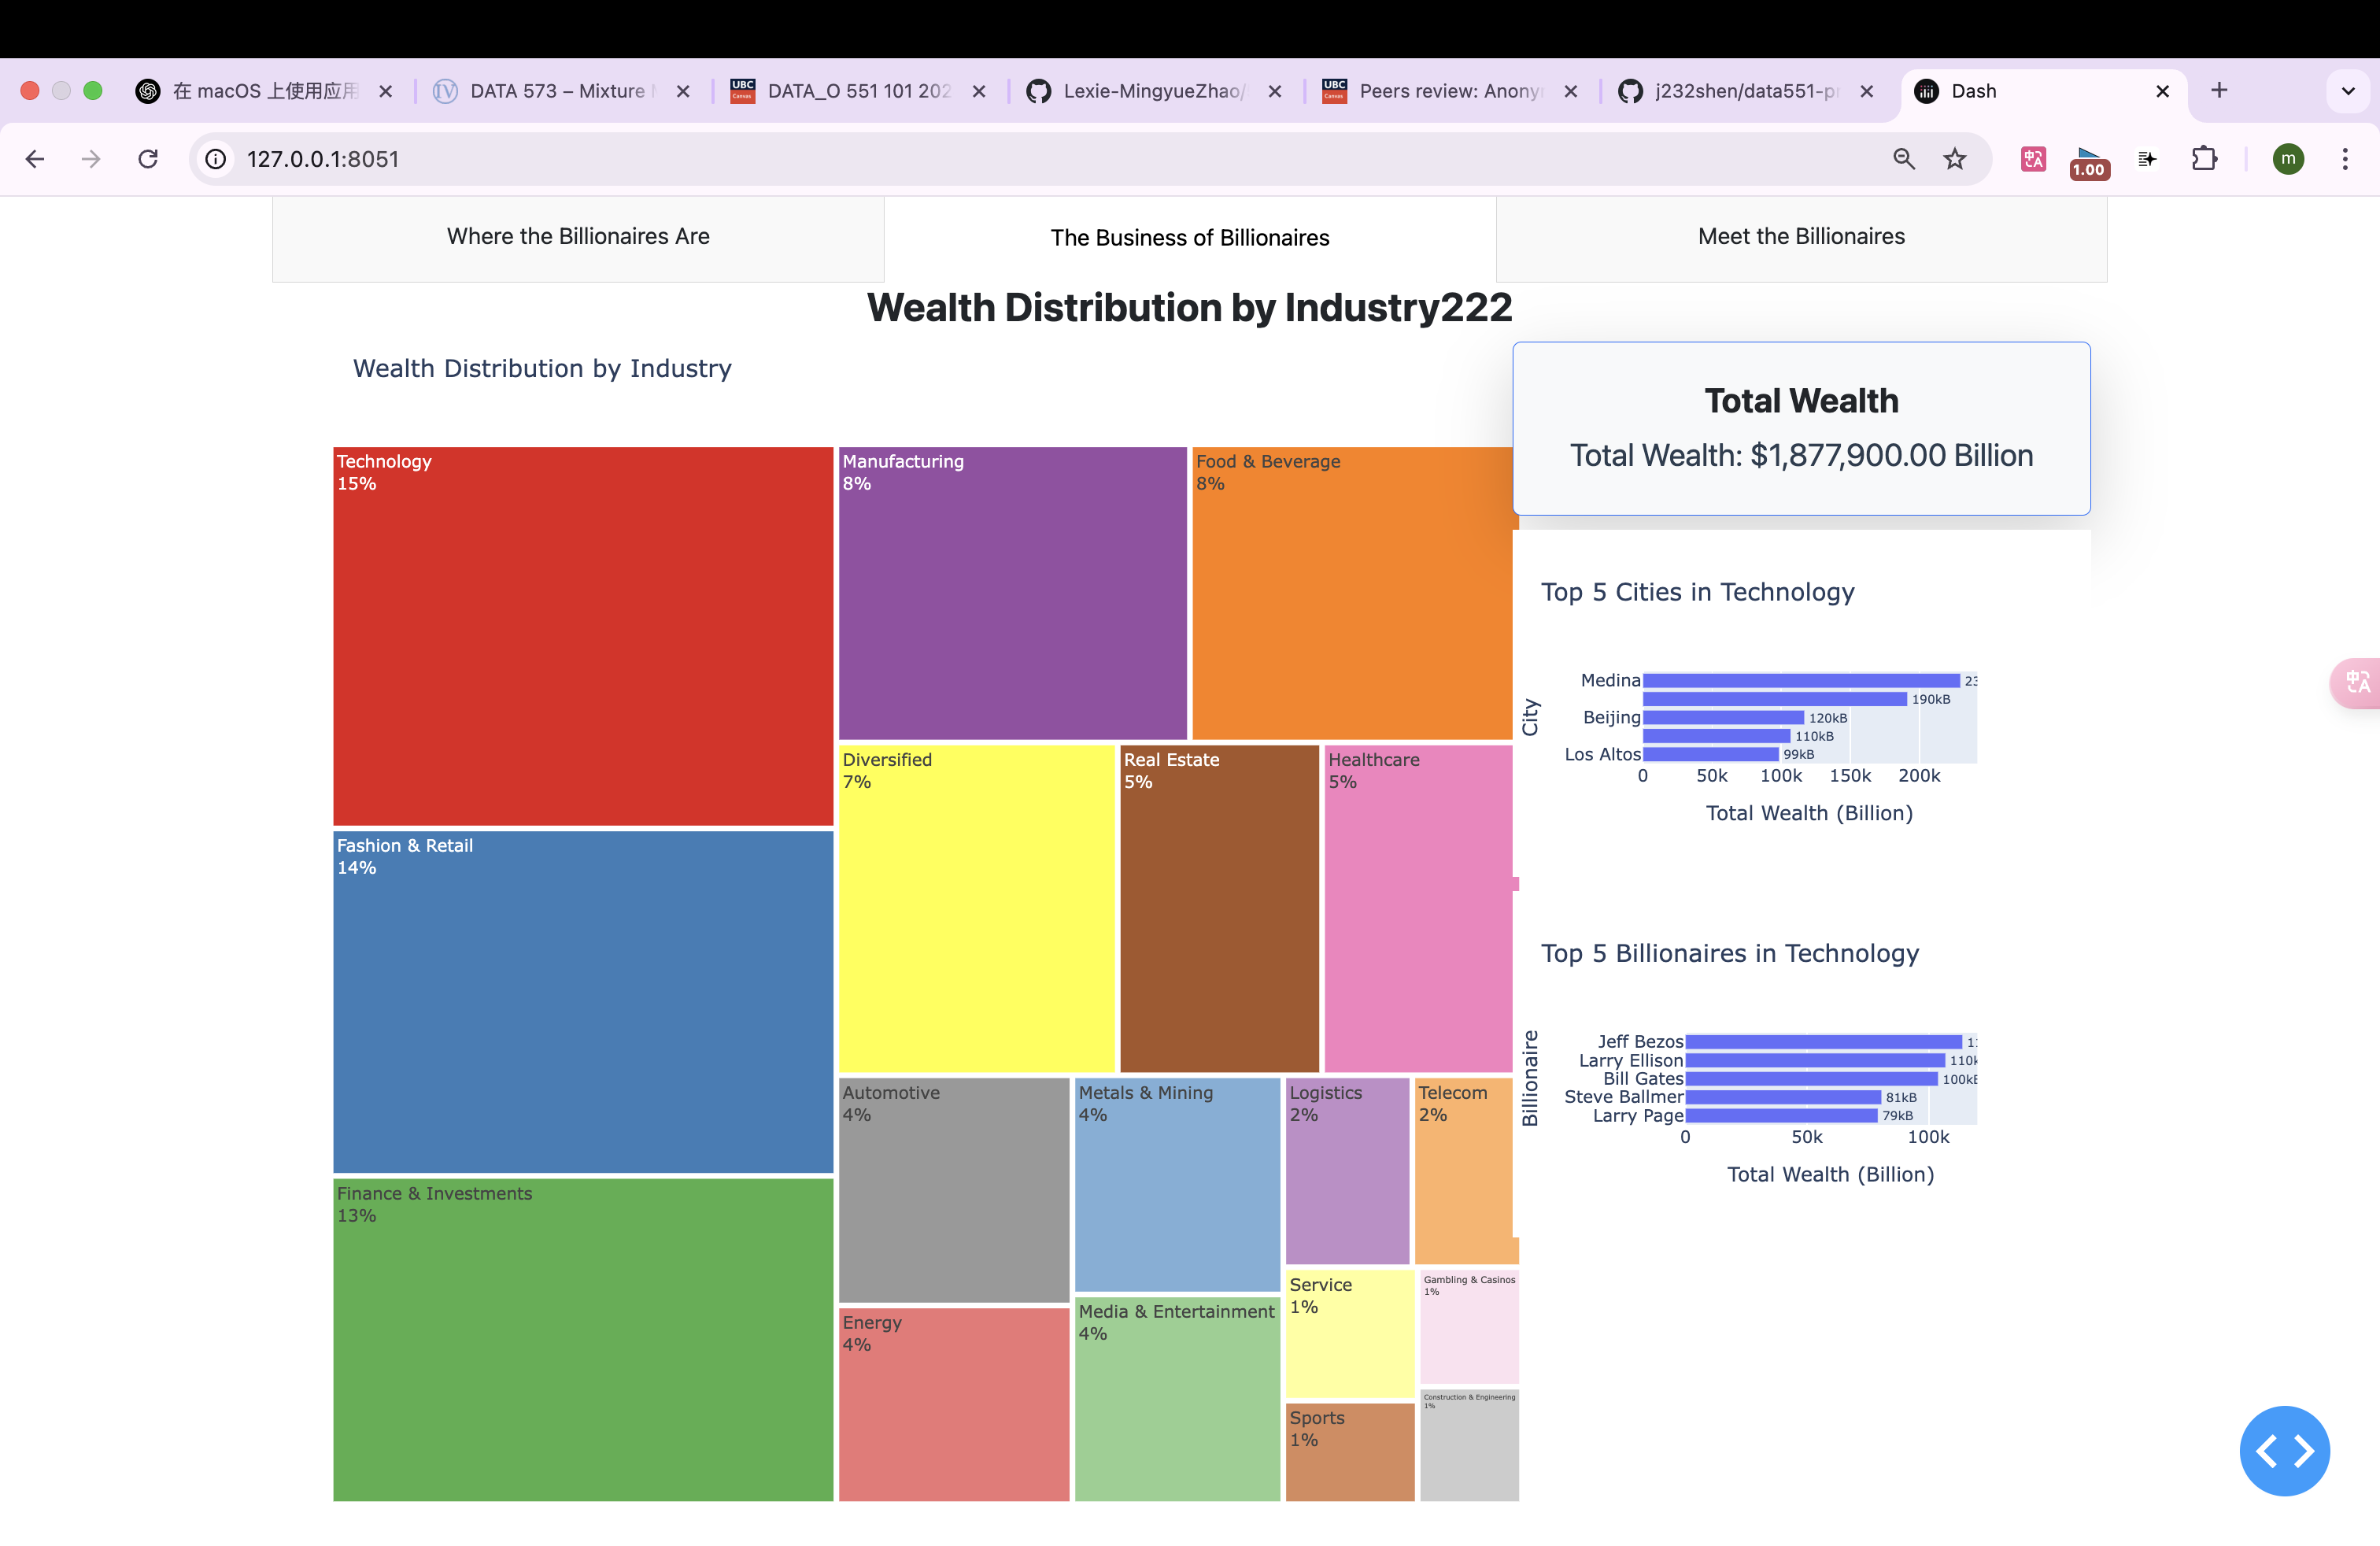 在 macOS 上使用应用
DATA 573 – Mixture
DATA_O 551 101 202
Lexie-MingyueZhao/
Peers review: Anony
j232shen/data551-p
Dash
127.0.0.1:8051
1.00
m
Where the Billionaires Are
The Business of Billionaires
Meet the Billionaires
Wealth Distribution by Industry222
Wealth Distribution by Industry
Technology
15%
Fashion & Retail
14%
Finance & Investments
13%
Manufacturing
8%
Food & Beverage
8%
Diversified
7%
Real Estate
5%
Healthcare
5%
Automotive
4%
Metals & Mining
4%
Logistics
2%
Telecom
2%
Energy
4%
Media & Entertainment
4%
Service
1%
Gambling & Casinos
1%
Sports
1%
Construction & Engineering
1%
Total Wealth
Total Wealth: $1,877,900.00 Billion
Top 5 Cities in Technology
City
Medina
190kB
Beijing 120kB
110kB
Los Altos 99kB
0 50k 100k 150k 200k
Total Wealth (Billion)
Top 5 Billionaires in Technology
Billionaire
Jeff Bezos
Larry Ellison 110k
Bill Gates 100kB
Steve Ballmer 81kB
Larry Page 79kB
0 50k 100k
Total Wealth (Billion)